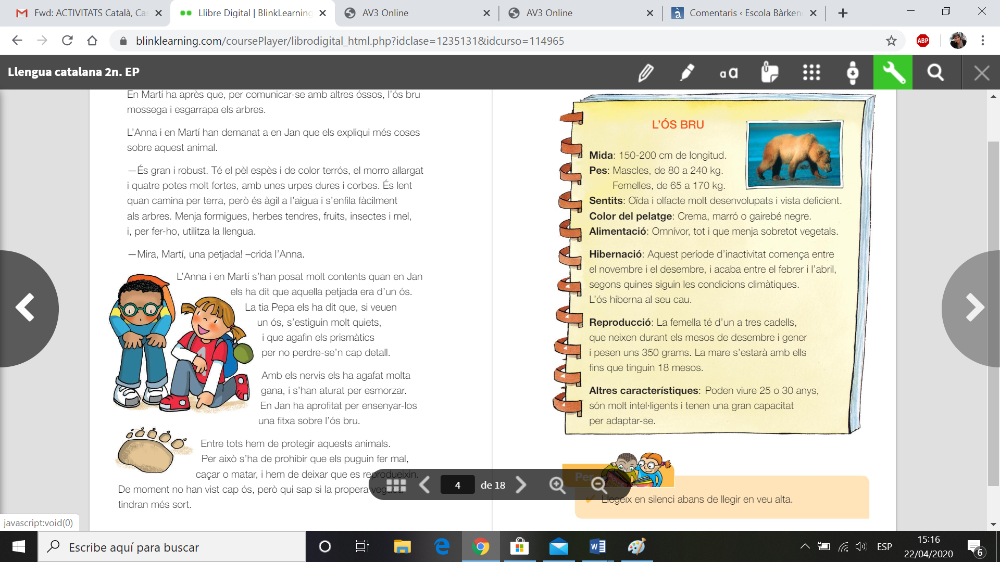 Fwd: ACTIVITATS Català, Cas
Llibre Digital | BlinkLearning
AV3 Online
AV3 Online
Comentaris ‹ Escola Bàrken
blinklearning.com/coursePlayer/librodigital_html.php?idclase=1235131&idcurso=114965
ABP
Llengua catalana 2n. EP
a a
En Martí ha après que, per comunicar-se amb altres óssos, l'ós bru
mossega i esgarrapa els arbres.
L'Anna i en Martí han demanat a en Jan que els expliqui més coses
sobre aquest animal.
—És gran i robust. Té el pèl espès i de color terrós, el morro allargat
i quatre potes molt fortes, amb unes urpes dures i corbes. És lent
quan camina per terra, però és àgil a l'aigua i s'enfila fàcilment
als arbres. Menja formigues, herbes tendres, fruits, insectes i mel,
i, per fer-ho, utilitza la llengua.
—Mira, Martí, una petjada! –crida l'Anna.
L'Anna i en Martí s'han posat molt contents quan en Jan
els ha dit que aquella petjada era d'un ós.
La tia Pepa els ha dit que, si veuen
un ós, s'estiguin molt quiets,
i que agafin els prismàtics
per no perdre-se'n cap detall.
Amb els nervis els ha agafat molta
gana, i s'han aturat per esmorzar.
En Jan ha aprofitat per ensenyar-los
una fitxa sobre l'ós bru.
Entre tots hem de protegir aquests animals.
Per això s'ha de prohibir que els puguin fer mal,
caçar o matar, i hem de deixar que es reprodueixin.
De moment no han vist cap ós, però qui sap si la propera vegada
tindran més sort.
L'ÓS BRU
Mida: 150-200 cm de longitud.
Pes: Mascles, de 80 a 240 kg.
Femelles, de 65 a 170 kg.
Sentits: Oïda i olfacte molt desenvolupats i vista deficient.
Color del pelatge: Crema, marró o gairebé negre.
Alimentació: Omnívor, tot i que menja sobretot vegetals.
Hibernació: Aquest període d'inactivitat comença entre
el novembre i el desembre, i acaba entre el febrer i l'abril,
segons quines siguin les condicions climàtiques.
L'ós hiberna al seu cau.
Reproducció: La femella té d'un a tres cadells,
que neixen durant els mesos de desembre i gener
i pesen uns 350 grams. La mare s'estarà amb ells
fins que tinguin 18 mesos.
Altres característiques: Poden viure 25 o 30 anys,
són molt intel·ligents i tenen una gran capacitat
per adaptar-se.
Per
✔ Llegeix en silenci abans de llegir en veu alta.
4 de 18
javascript:void(0)
Escribe aquí para buscar
ESP
15:16
22/04/2020
6